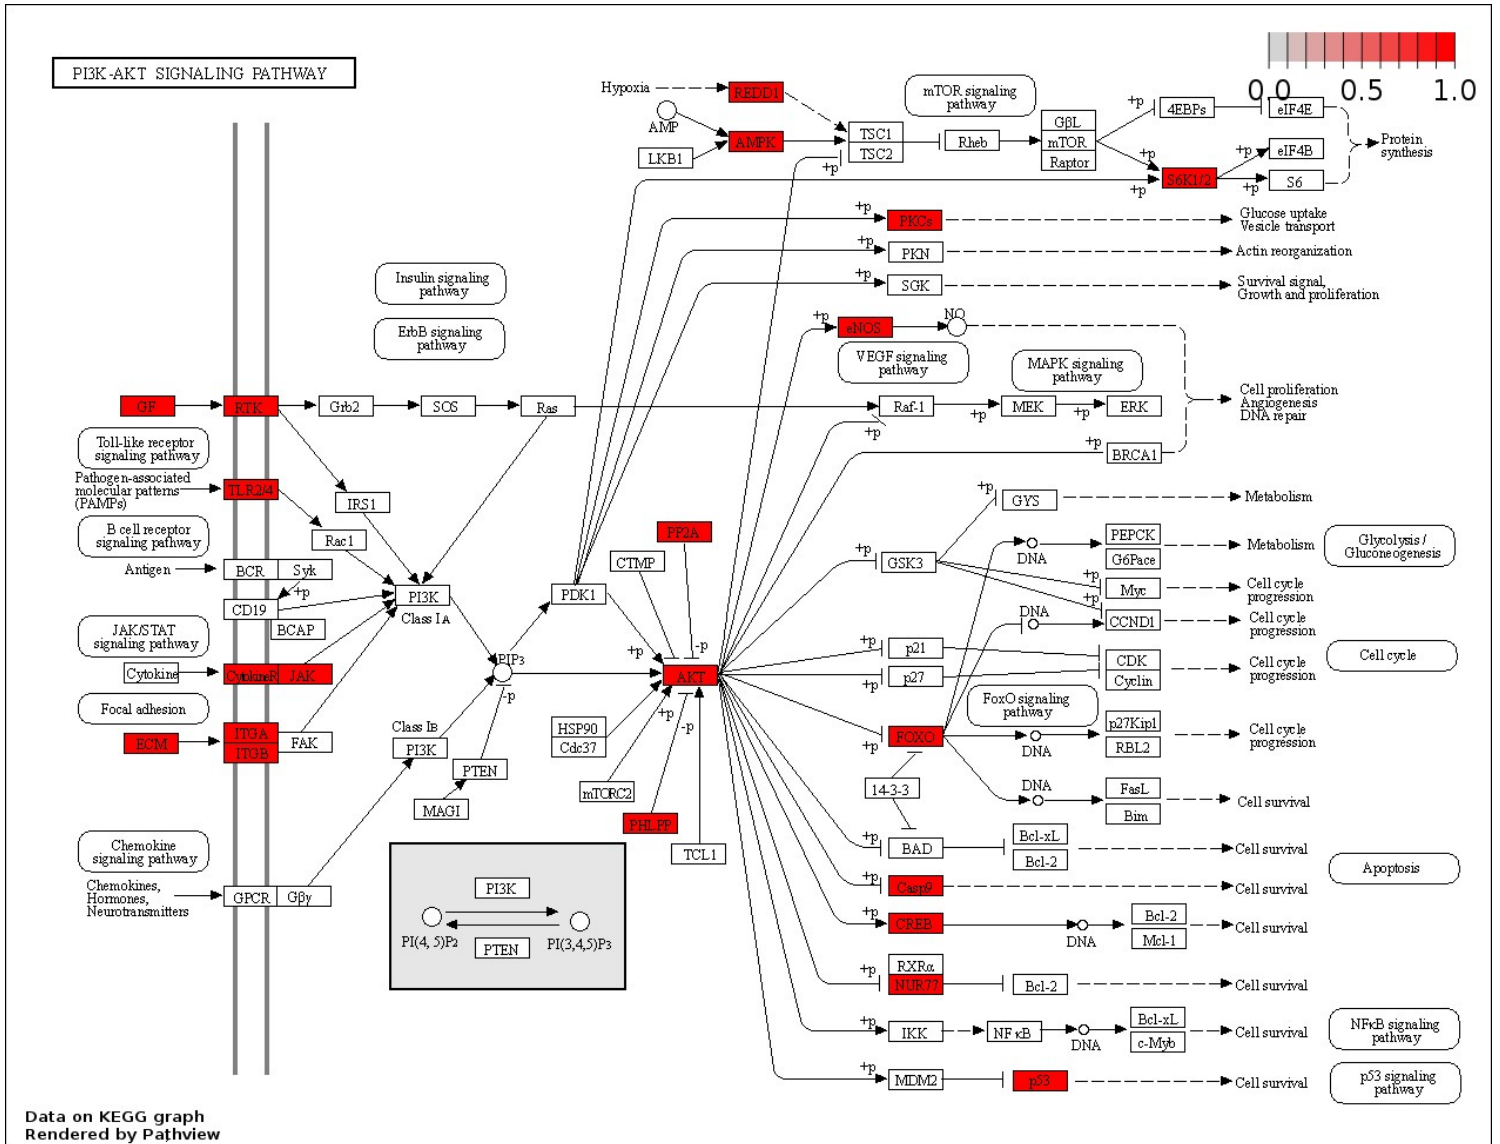 PI3K-AKT SIGNALING PATHWAY
0.0 0.5 1.0
Hypoxia
REDD1
AMP
LKB1
AMPK
TSC1
TSC2
+p
Rheb
mTOR signaling
pathway
GβL
mTOR
Raptor
+p
4EBPs
eIF4E
+p
S6K1/2
+p
+p
eIF4B
+p
S6
Protein
synthesis
+p
PKCs
Glucose uptake
Vesicle transport
+p
PKN
Actin reorganization
+p
SGK
Survival signal,
Growth and proliferation
Insulin signaling
pathway
ErbB signaling
pathway
+p
eNOS
NO
VEGF signaling
pathway
MAPK signaling
pathway
Cell proliferation
Angiogenesis
DNA repair
GF
RTK
Grb2
SOS
Ras
Raf-1
+p
MEK
+p
ERK
+p
+p
BRCA1
Toll-like receptor
signaling pathway
Pathogen-associated
molecular patterns
(PAMPs)
TLR2/4
IRS1
Rac1
B cell receptor
signaling pathway
Antigen
BCR
Syk
+p
CD19
BCAP
PI3K
Class IA
JAK/STAT
signaling pathway
Cytokine
CytokineR
JAK
Focal adhesion
ECM
ITGA
ITGB
FAK
Class IB
PI3K
PIP3
-p
PTEN
MAGI
Chemokine
signaling pathway
Chemokines,
Hormones,
Neurotransmitters
GPCR
Gβγ
PDK1
CTMP
PP2A
+p
-p
AKT
+p
-p
HSP90
Cdc37
mTORC2
PHLPP
TCL1
PI3K
PI(4, 5)P2
PI(3,4,5)P3
PTEN
+p
GYS
Metabolism
+p
GSK3
DNA
PEPCK
G6Pace
Metabolism
Glycolysis /
Gluconeogenesis
+p
Myc
Cell cycle
progression
DNA
+p
CCND1
Cell cycle
progression
+p
p21
+p
p27
CDK
Cyclin
Cell cycle
progression
Cell cycle
FoxO signaling
pathway
+p
FOXO
DNA
p27Kip1
RBL2
Cell cycle
progression
14-3-3
DNA
FasL
Bim
Cell survival
+p
BAD
Bcl-xL
Bcl-2
Cell survival
Apoptosis
+p
Casp9
Cell survival
+p
CREB
DNA
Bcl-2
Mcl-1
Cell survival
+p
RXRα
NUR77
Bcl-2
Cell survival
+p
IKK
NFκB
DNA
Bcl-xL
c-Myb
Cell survival
NFκB signaling
pathway
+p
MDM2
p53
Cell survival
p53 signaling
pathway
Data on KEGG graph
Rendered by Pathview